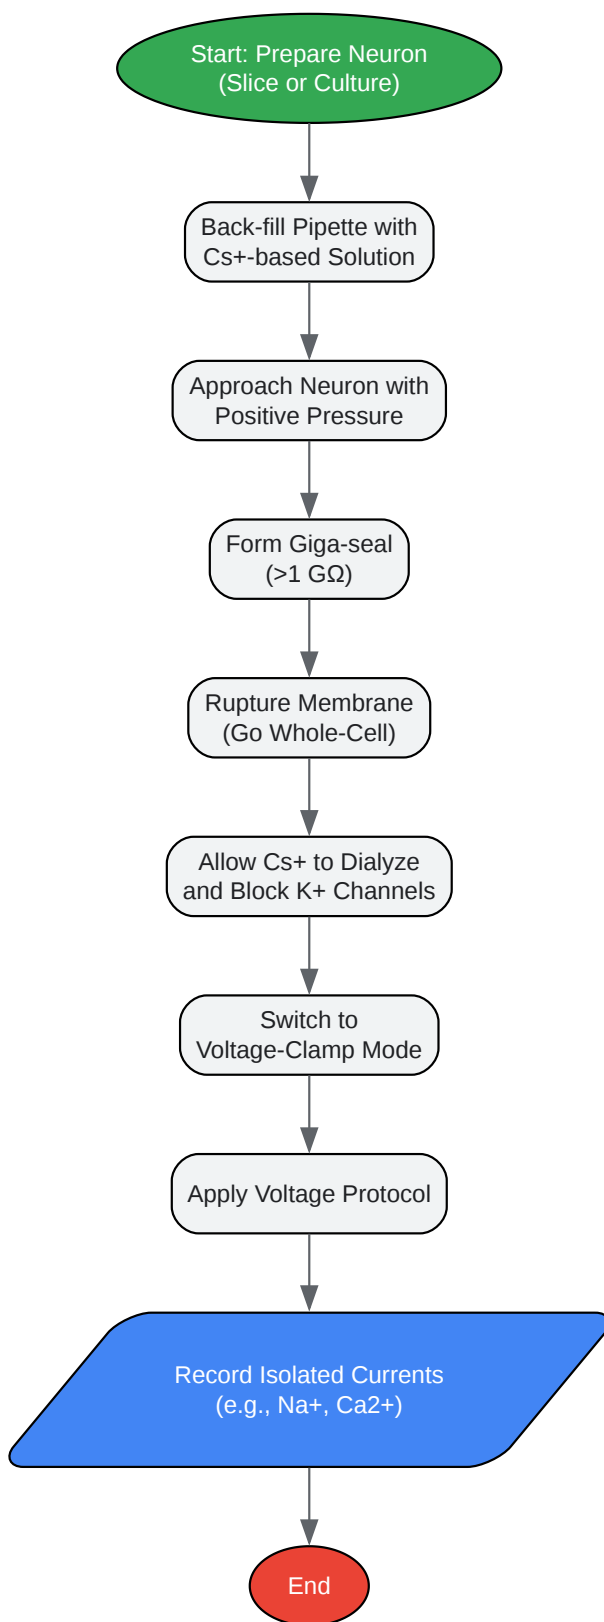 Start: Prepare Neuron
(Slice or Culture)
Back-fill Pipette with
Cs+-based Solution
Approach Neuron with
Positive Pressure
Form Giga-seal
(>1 GΩ)
Rupture Membrane
(Go Whole-Cell)
Allow Cs+ to Dialyze
and Block K+ Channels
Switch to
Voltage-Clamp Mode
Apply Voltage Protocol
Record Isolated Currents
(e.g., Na+, Ca2+)
End